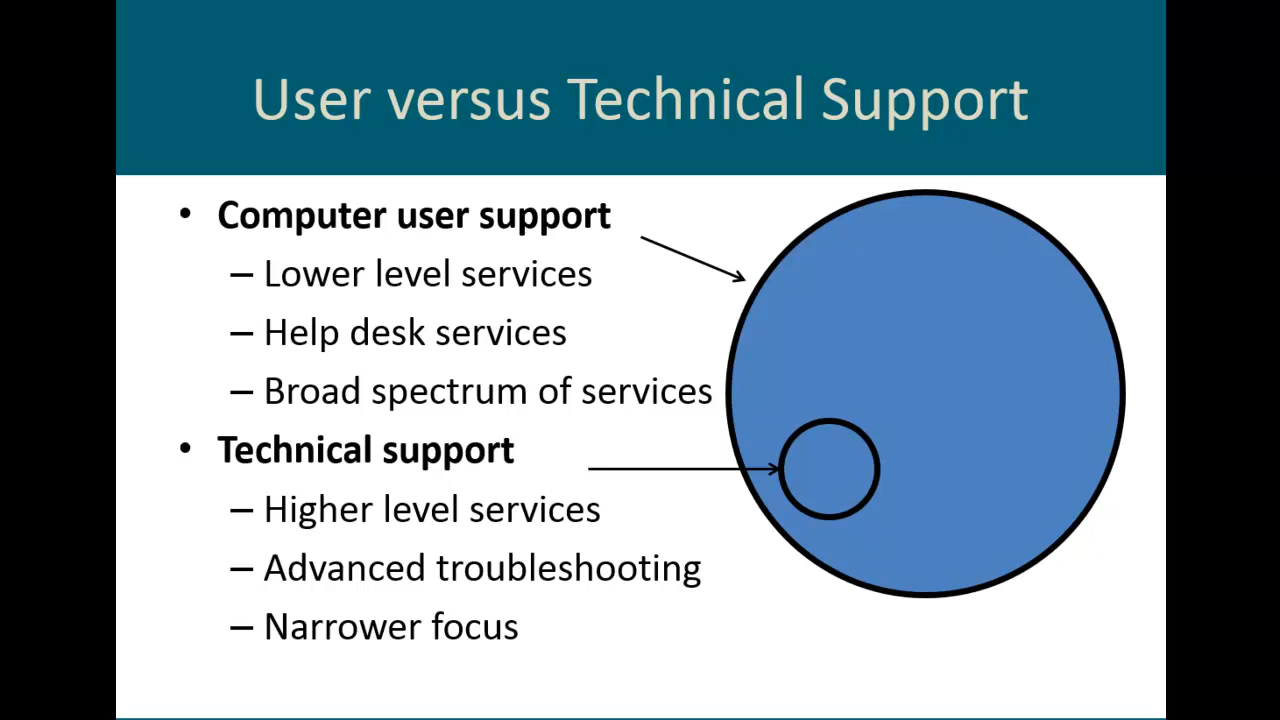 User versus Technical Support
• Computer user support
– Lower level services
– Help desk services
– Broad spectrum of services
• Technical support
– Higher level services
– Advanced troubleshooting
– Narrower focus